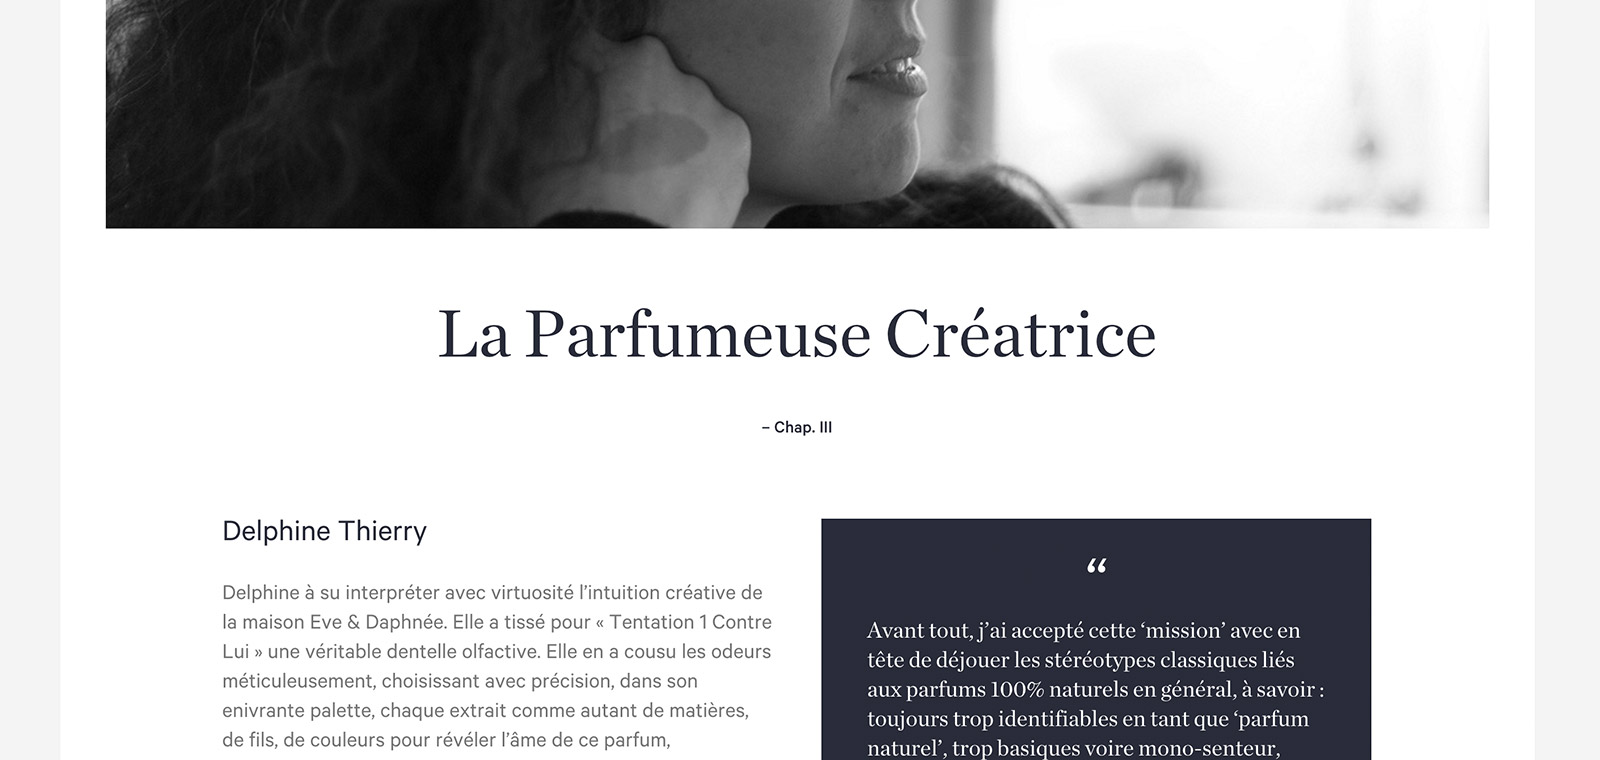 La Parfumeuse Créatrice
– Chap. III
Delphine Thierry
Delphine à su interpréter avec virtuosité l’intuition créative de
la maison Eve & Daphnée. Elle a tissé pour « Tentation 1 Contre
Lui » une véritable dentelle olfactive. Elle en a cousu les odeurs
méticuleusement, choisissant avec précision, dans son
enivrante palette, chaque extrait comme autant de matières,
de fils, de couleurs pour révéler l’âme de ce parfum,
“
Avant tout, j’ai accepté cette ‘mission’ avec en
tête de déjouer les stéréotypes classiques liés
aux parfums 100% naturels en général, à savoir :
toujours trop identifiables en tant que ‘parfum
naturel’, trop basiques voire mono-senteur,